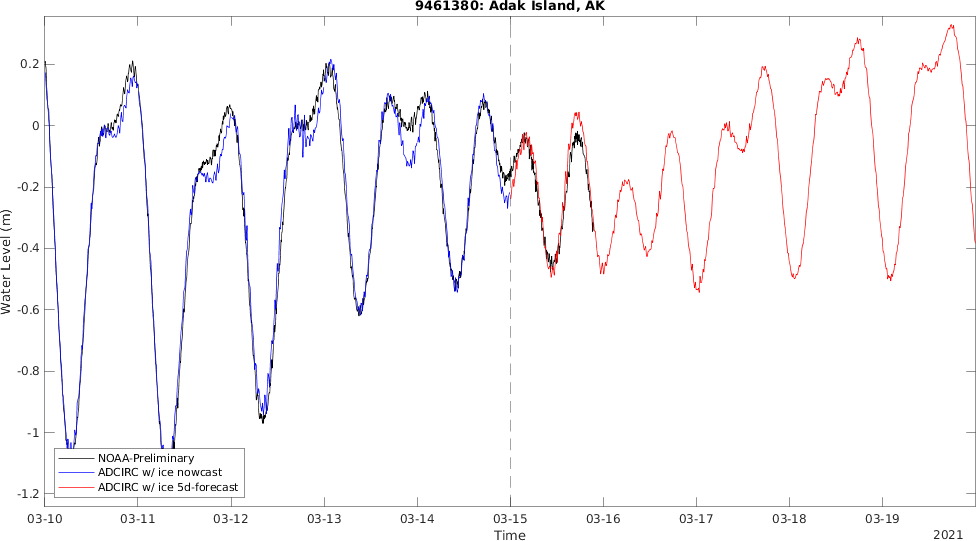 9461380: Adak Island, AK
Water Level (m)
0.2
0
-0.2
-0.4
-0.6
-0.8
-1
-1.2
NOAA-Preliminary
ADCIRC w/ ice nowcast
ADCIRC w/ ice 5d-forecast
03-10 03-11 03-12 03-13 03-14 03-15 03-16 03-17 03-18 03-19
Time
2021